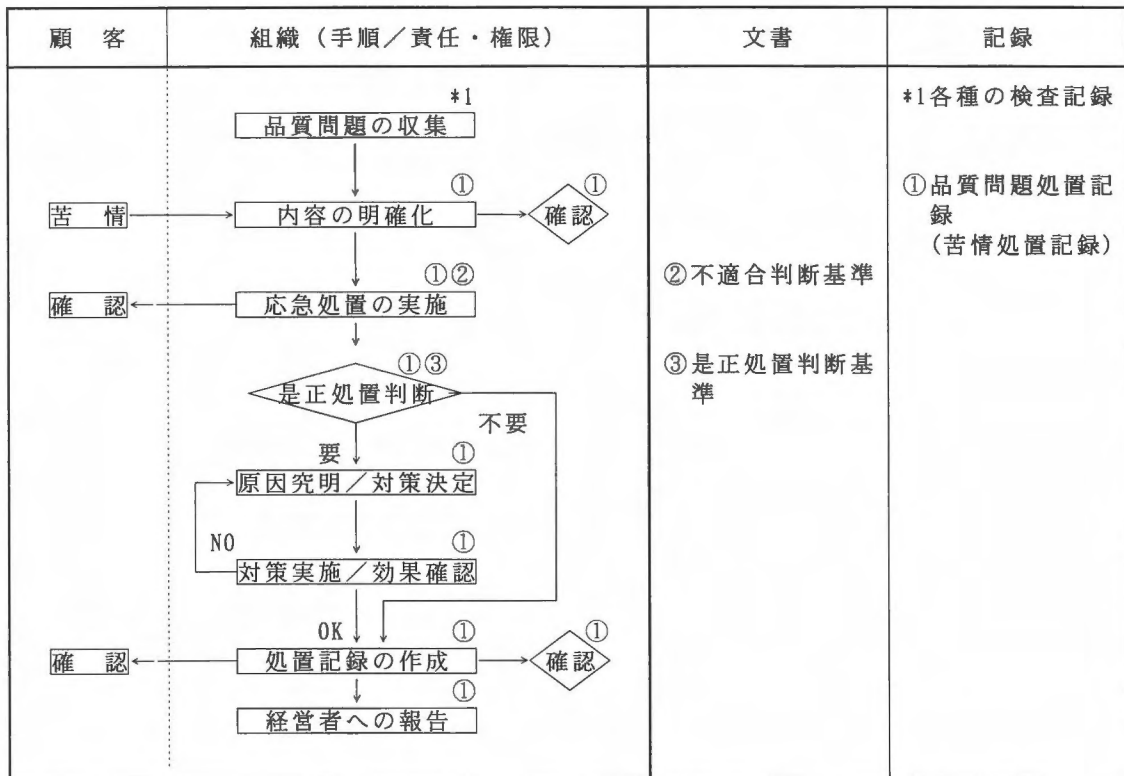 顧 客
組織（手順／責任・権限）
文書
記録
*1
*1各種の検査記録
品質問題の収集
①
①
①品質問題処置記
録
（苦情処置記録）
苦 情
内容の明確化
確認
①②
②不適合判断基準
確 認
応急処置の実施
①③
③是正処置判断基
準
是正処置判断
不要
要
①
原因究明／対策決定
NO
①
対策実施／効果確認
OK
①
①
確 認
処置記録の作成
確認
①
経営者への報告